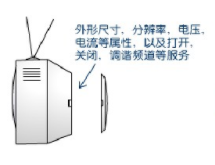 外形尺寸，分辨率，电压，
电流等属性，以及打开，
关闭，调谐频道等服务